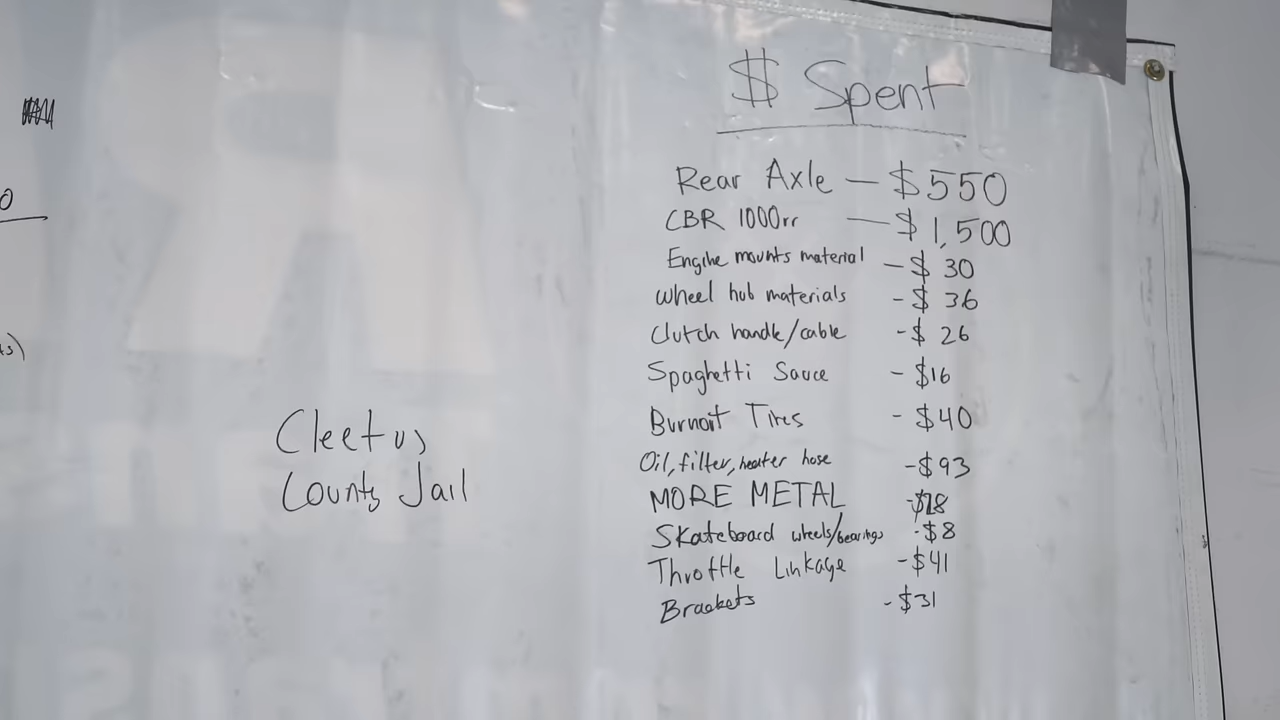 $ Spent
Rear Axle — $550
CBR 1000rr — $1,500
Engine mounts material - $30
Wheel hub materials - $36
Clutch handle/cable - $26
Spaghetti Sauce - $16
Burnout Tires - $40
Oil, filter, heater hose - $93
MORE METAL
Skateboard wheels/bearings - $8
Throttle Linkage - $41
Brackets - $31
Cleetus
County Jail
0